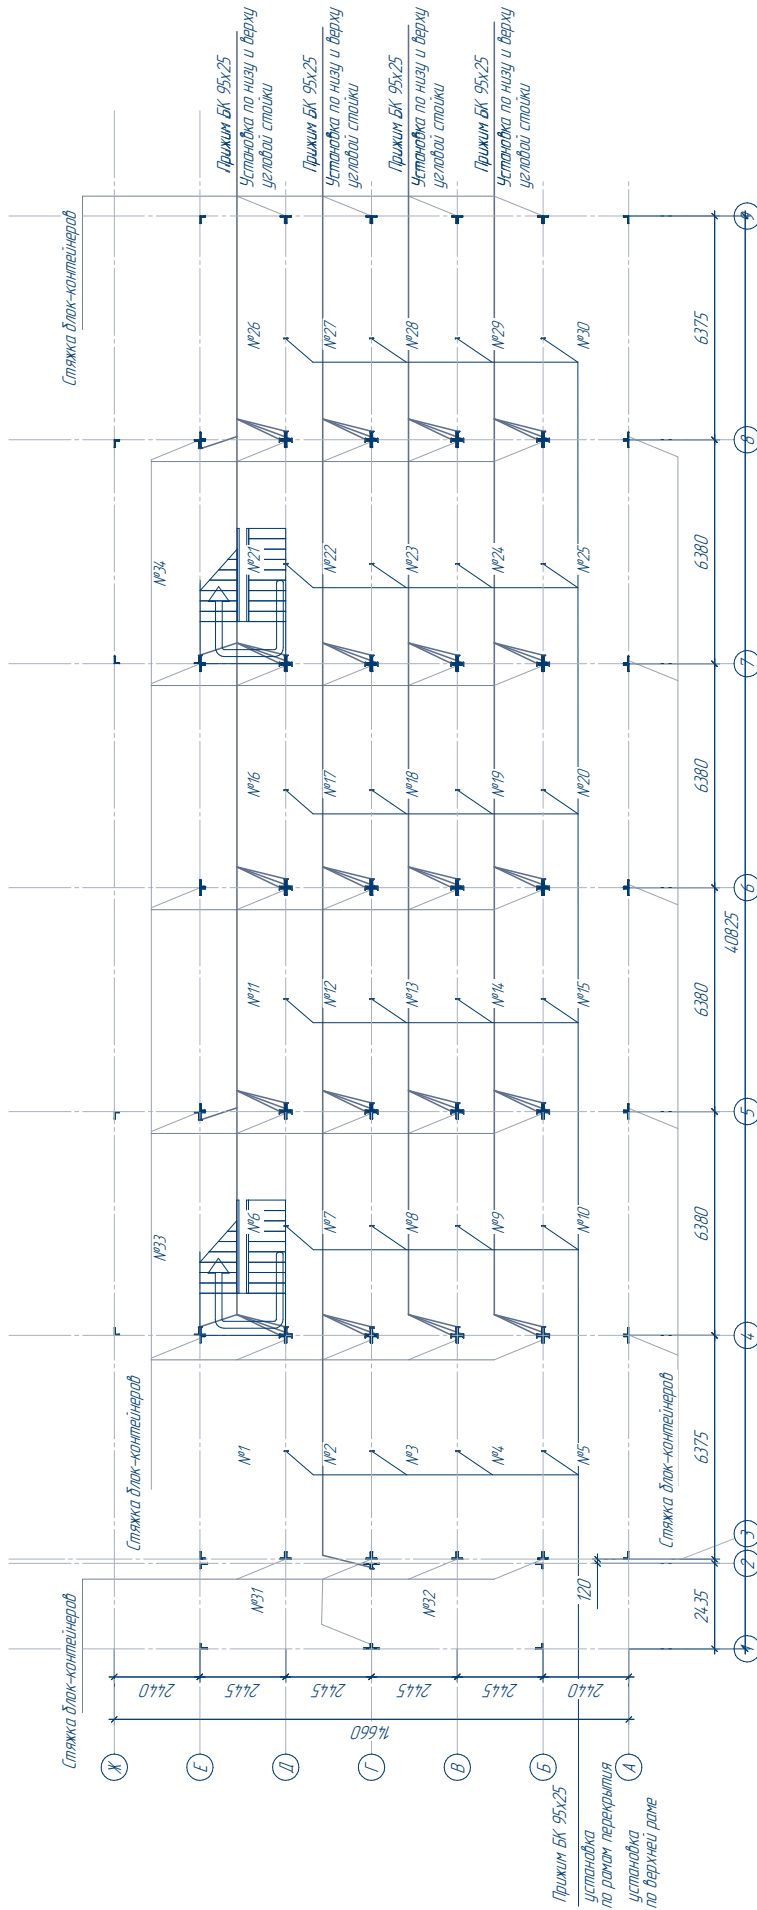 Стяжка блок-контейнеров
Прижим БК 95х25
Установка по низу и верху
угловой стойки
Прижим БК 95х25
Установка по низу и верху
угловой стойки
Прижим БК 95х25
Установка по низу и верху
угловой стойки
Прижим БК 95х25
Установка по низу и верху
угловой стойки
Стяжка блок-контейнеров
Стяжка блок-контейнеров
Стяжка блок-контейнеров
№33
№34
№1
№6
№11
№16
№21
№26
№31
№2
№7
№12
№17
№22
№27
№3
№8
№13
№18
№23
№28
№32
№4
№9
№14
№19
№24
№29
№5
№10
№15
№20
№25
№30
Ж
Е
Д
Г
В
Б
А
2440
2445
2445
2445
2445
2440
14660
Прижим БК 95х25
установка
по рамам перекрытия
установка
по верхней раме
120
2435
6375
6380
6380
6380
6380
6375
40825
1
2
3
4
5
6
7
8
9